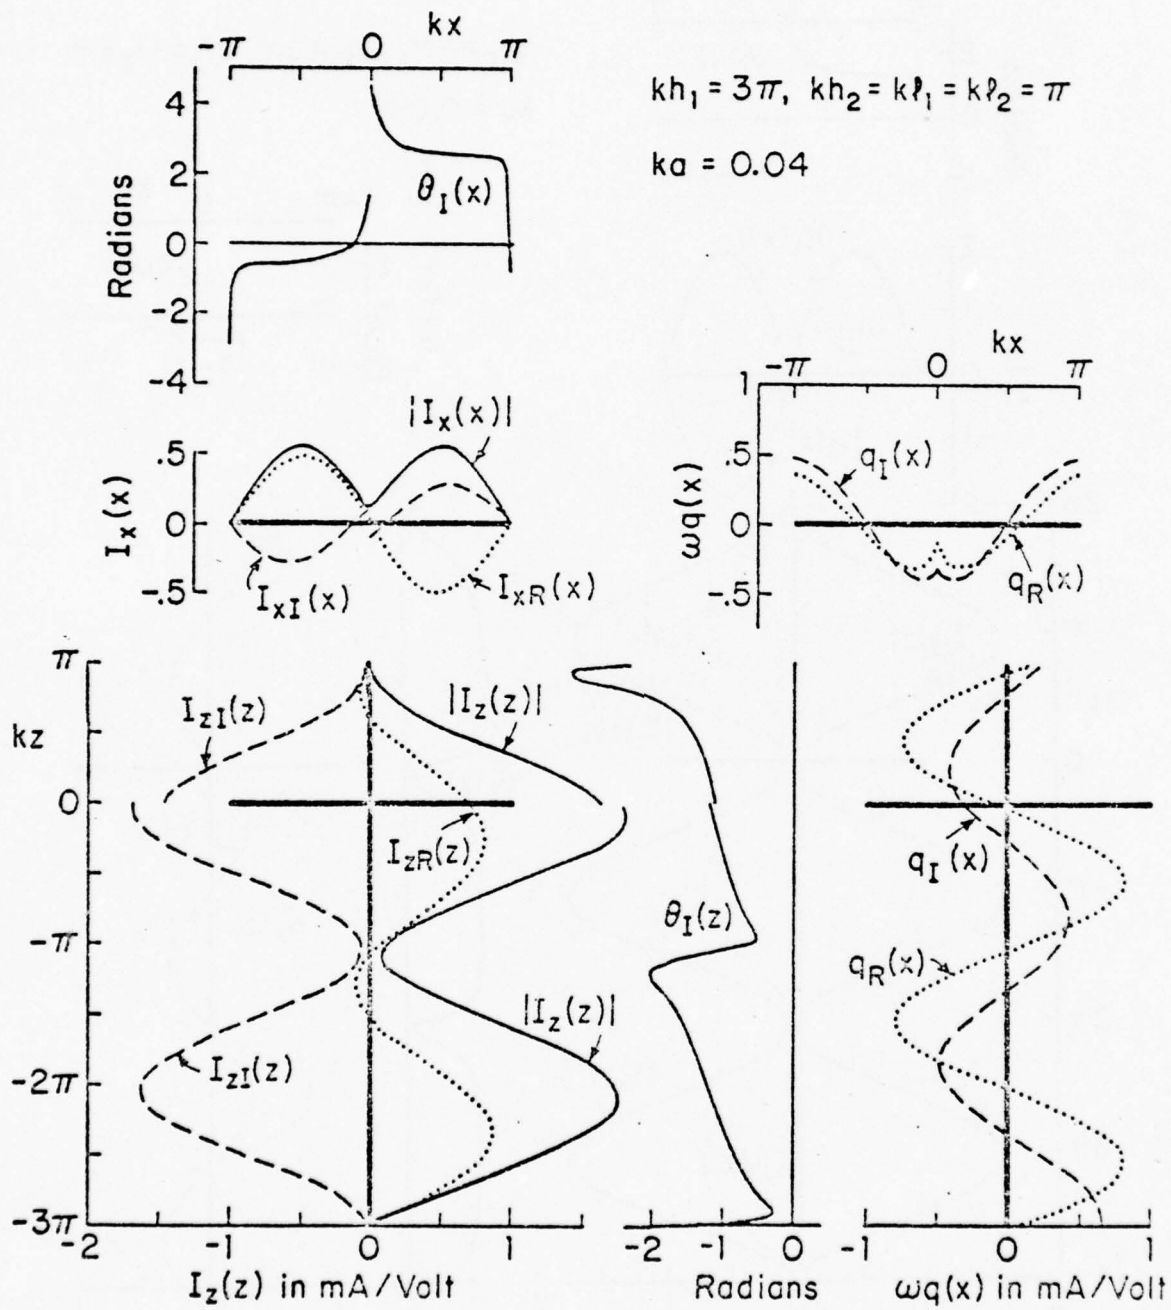 kx
-π 0 π
kh₁ = 3π, kh₂ = kℓ₁ = kℓ₂ = π
ka = 0.04
Radians
4
2
0
-2
-4
θ_I(x)
|I_x(x)|
I_x(x)
.5
0
-.5
I_xI(x)
I_xR(x)
kx
-π 0 π
ωq(x)
1
.5
0
-.5
q_I(x)
q_R(x)
kz
π
0
-π
-2π
-3π
I_zI(z)
|I_z(z)|
I_zR(z)
|I_z(z)|
I_zI(z)
-2 -1 0 1
I_z(z) in mA/Volt
θ_I(z)
-2 -1 0
Radians
q_I(x)
q_R(x)
-1 0 1
ωq(x) in mA/Volt